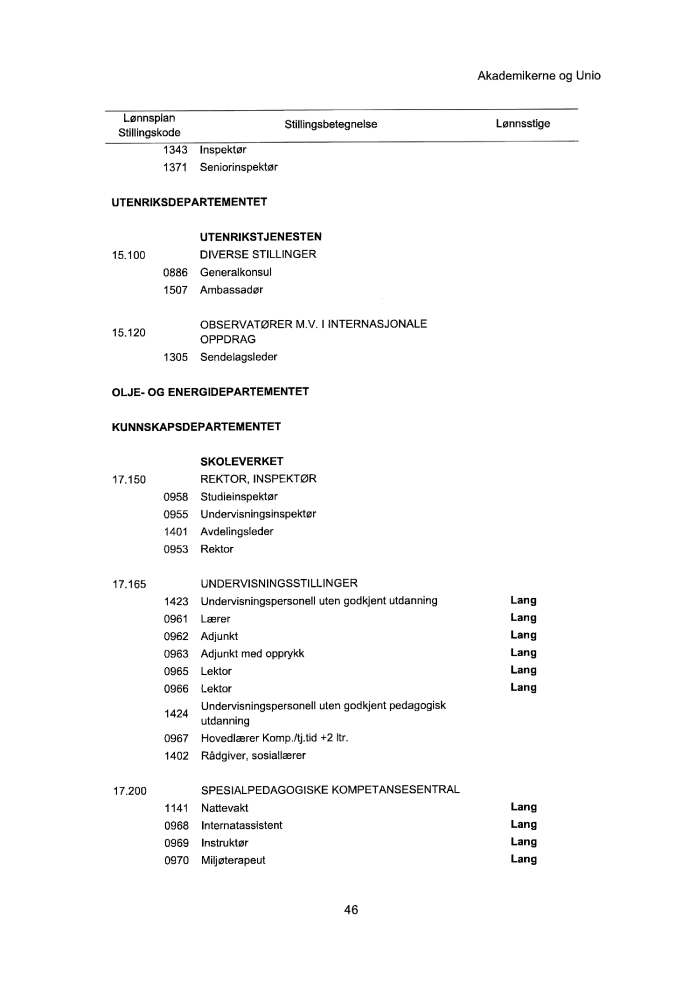 Akademikerne og Unio
Lønnsplan
Stillingskode
Stillingsbetegnelse
Lønnsstige
1343 Inspektør
1371 Seniorinspektør
UTENRIKSDEPARTEMENTET
UTENRIKSTJENESTEN
15.100 DIVERSE STILLINGER
0886 Generalkonsul
1507 Ambassadør
15.120 OBSERVATØRER M.V. I INTERNASJONALE
OPPDRAG
1305 Sendelagsleder
OLJE- OG ENERGIDEPARTEMENTET
KUNNSKAPSDEPARTEMENTET
SKOLEVERKET
17.150 REKTOR, INSPEKTØR
0958 Studieinspektør
0955 Undervisningsinspektør
1401 Avdelingsleder
0953 Rektor
17.165 UNDERVISNINGSSTILLINGER
1423 Undervisningspersonell uten godkjent utdanning Lang
0961 Lærer Lang
0962 Adjunkt Lang
0963 Adjunkt med opprykk Lang
0965 Lektor Lang
0966 Lektor Lang
1424 Undervisningspersonell uten godkjent pedagogisk
utdanning
0967 Hovedlærer Komp./tj.tid +2 ltr.
1402 Rådgiver, sosiallærer
17.200 SPESIALPEDAGOGISKE KOMPETANSESENTRAL
1141 Nattevakt Lang
0968 Internatassistent Lang
0969 Instruktør Lang
0970 Miljøterapeut Lang
46